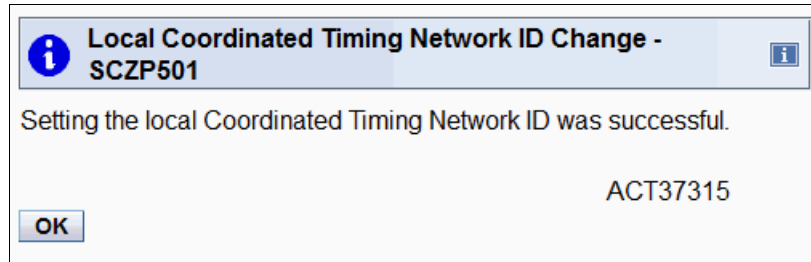 Local Coordinated Timing Network ID Change -
SCZP501
Setting the local Coordinated Timing Network ID was successful.
ACT37315
OK